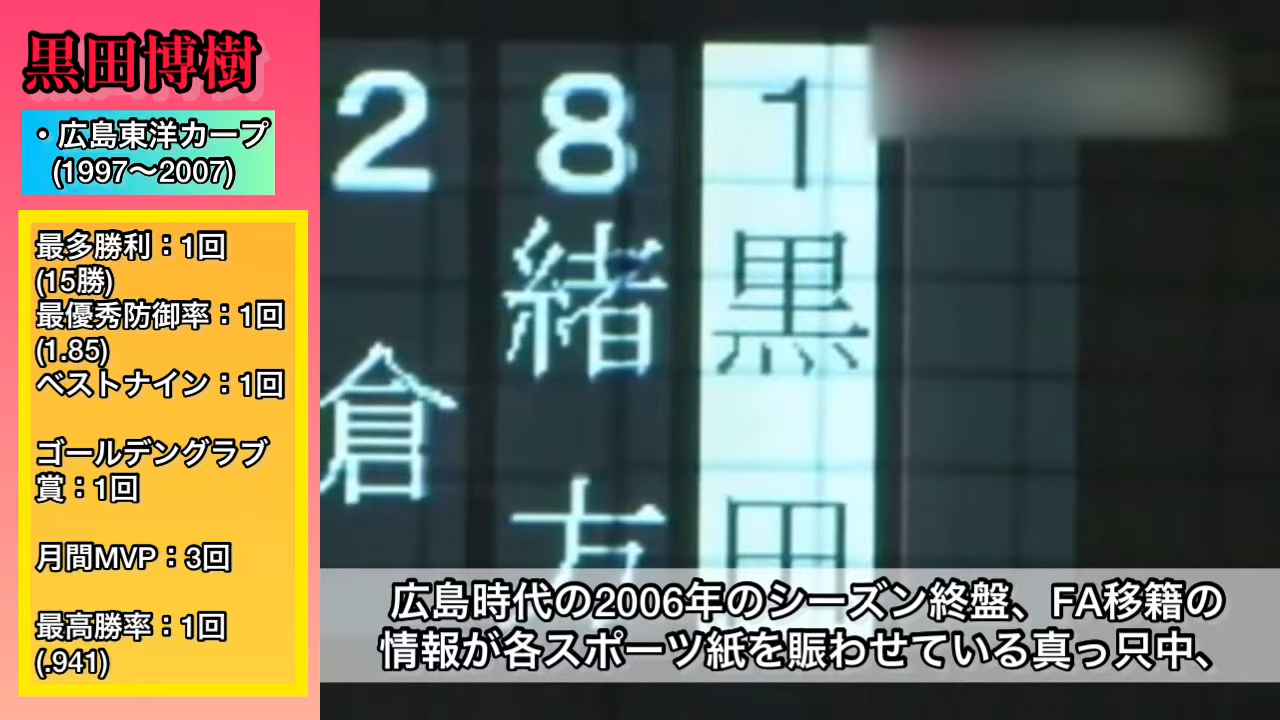 黒田博樹
・広島東洋カープ
(1997〜2007)
最多勝利：1回
(15勝)
最優秀防御率：1回
(1.85)
ベストナイン：1回
ゴールデングラブ
賞：1回
月間MVP：3回
最高勝率：1回
(.941)
2
倉
8
緒
方
1
黒
田
広島時代の2006年のシーズン終盤、FA移籍の
情報が各スポーツ紙を賑わせている真っ只中、